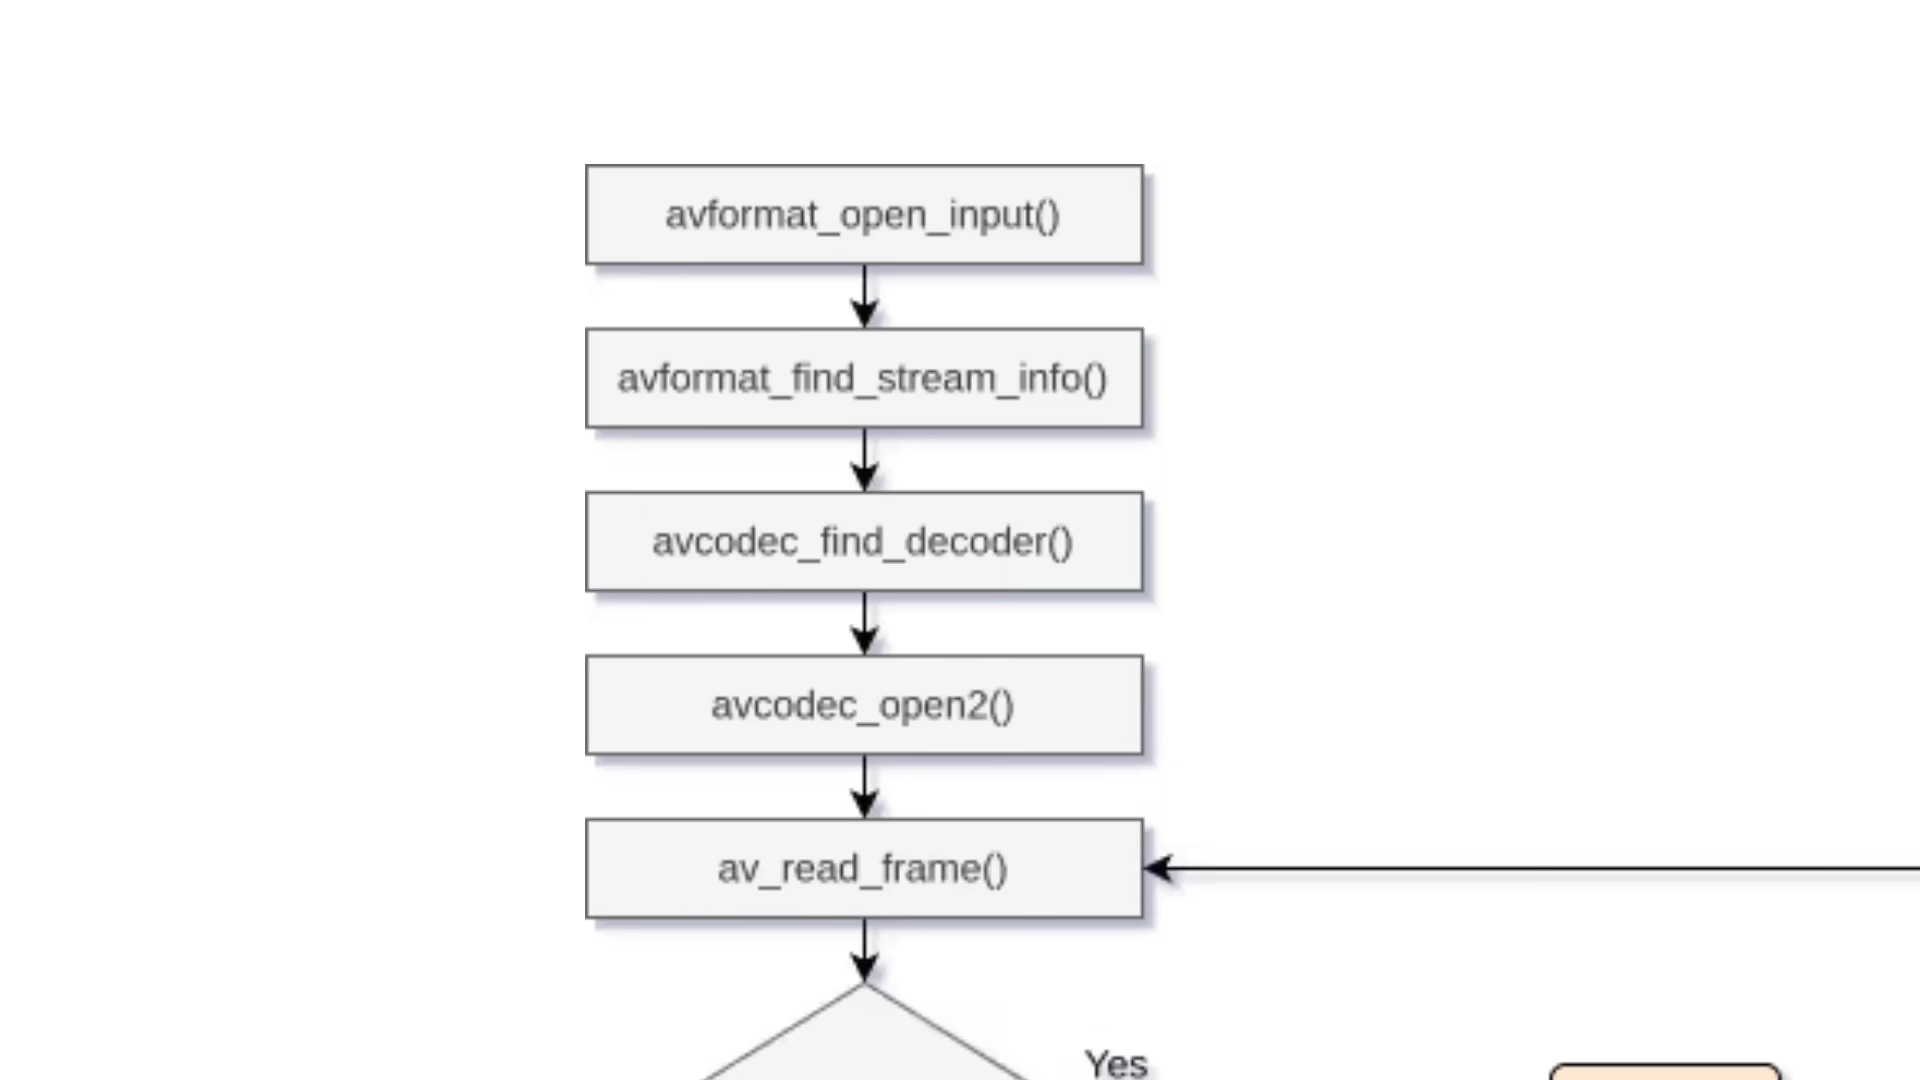 avformat_open_input()
avformat_find_stream_info()
avcodec_find_decoder()
avcodec_open2()
av_read_frame()
Yes